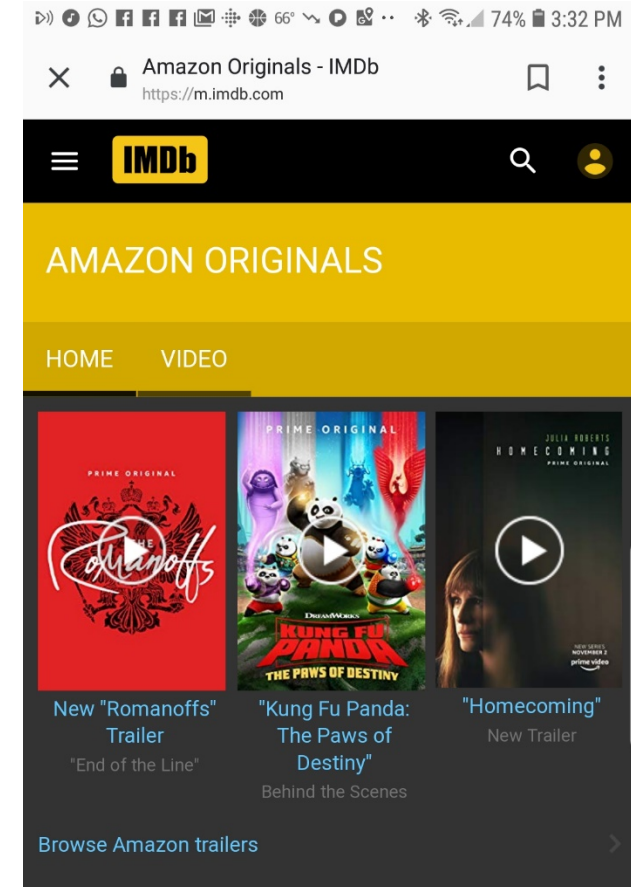 66° 74% 3:32 PM
Amazon Originals - IMDb
https://m.imdb.com
IMDb
AMAZON ORIGINALS
HOME VIDEO
PRIME ORIGINAL
THE
Romanoffs
PRIME ORIGINAL
DREAMWORKS
KUNG FU
PANDA
THE PAWS OF DESTINY
JULIA ROBERTS
HOMECOMING
PRIME ORIGINAL
NEW SERIES
NOVEMBER 2
prime video
New "Romanoffs"
Trailer
"End of the Line"
"Kung Fu Panda:
The Paws of
Destiny"
Behind the Scenes
"Homecoming"
New Trailer
Browse Amazon trailers